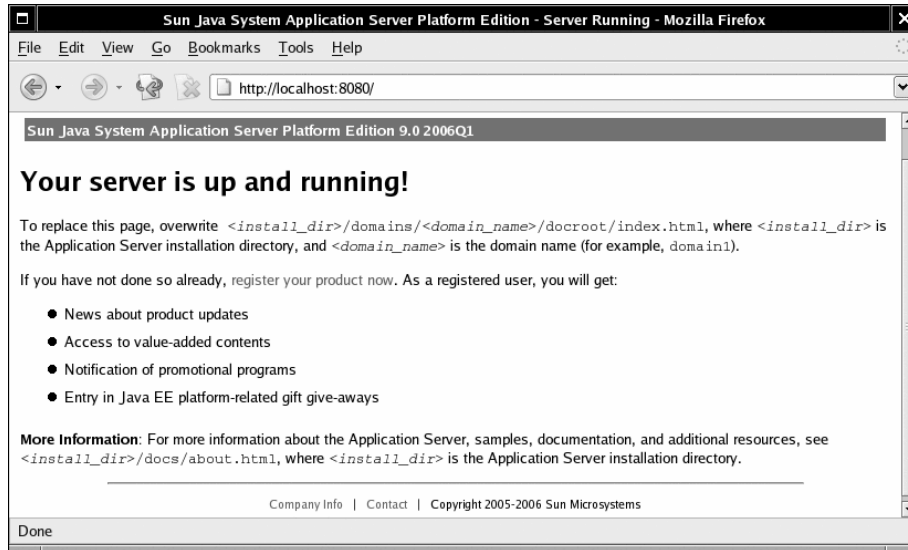 Sun Java System Application Server Platform Edition - Server Running - Mozilla Firefox
File Edit View Go Bookmarks Tools Help
http://localhost:8080/
Sun Java System Application Server Platform Edition 9.0 2006Q1
Your server is up and running!
To replace this page, overwrite <install_dir>/domains/<domain_name>/docroot/index.html, where <install_dir> is
the Application Server installation directory, and <domain_name> is the domain name (for example, domain1).
If you have not done so already, register your product now. As a registered user, you will get:
● News about product updates
● Access to value-added contents
● Notification of promotional programs
● Entry in Java EE platform-related gift give-aways
More Information: For more information about the Application Server, samples, documentation, and additional resources, see
<install_dir>/docs/about.html, where <install_dir> is the Application Server installation directory.
Company Info | Contact | Copyright 2005-2006 Sun Microsystems
Done